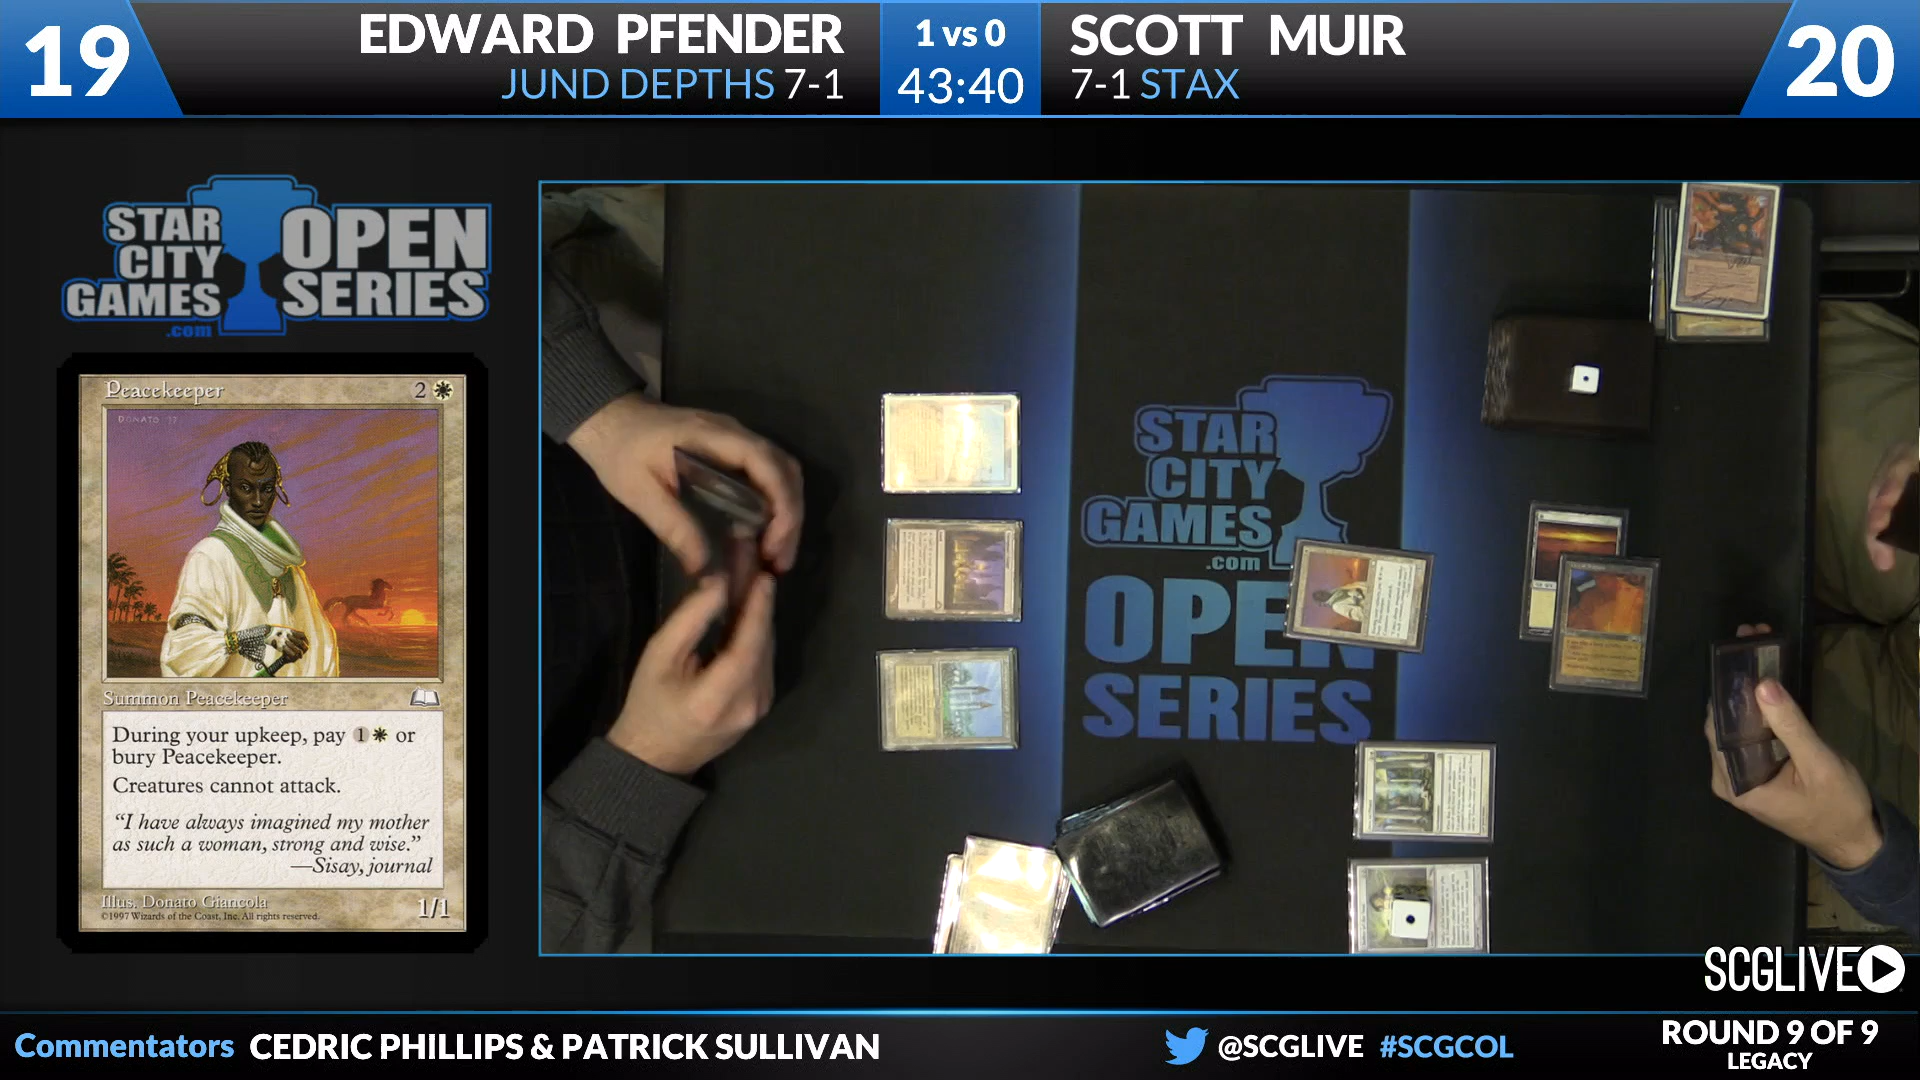 19
EDWARD PFENDER
JUND DEPTHS 7-1
1 vs 0
43:40
SCOTT MUIR
7-1 STAX
20
STAR
CITY
GAMES
.com
OPEN
SERIES
Peacekeeper 2
DONATO '97
Summon Peacekeeper
During your upkeep, pay 1 or
bury Peacekeeper.
Creatures cannot attack.
"I have always imagined my mother
as such a woman, strong and wise."
—Sisay, journal
Illus. Donato Giancola
©1997 Wizards of the Coast, Inc. All rights reserved.
1/1
STAR
CITY
GAMES
.com
OPEN
SERIES
SCGLIVE
Commentators CEDRIC PHILLIPS & PATRICK SULLIVAN
@SCGLIVE #SCGCOL
ROUND 9 OF 9
LEGACY